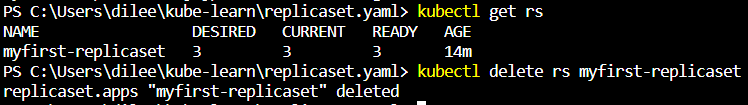 PS C:\Users\dilee\kube-learn\replicaset.yaml> kubectl get rs
NAME                 DESIRED   CURRENT   READY   AGE
myfirst-replicaset   3         3         3       14m
PS C:\Users\dilee\kube-learn\replicaset.yaml> kubectl delete rs myfirst-replicaset
replicaset.apps "myfirst-replicaset" deleted